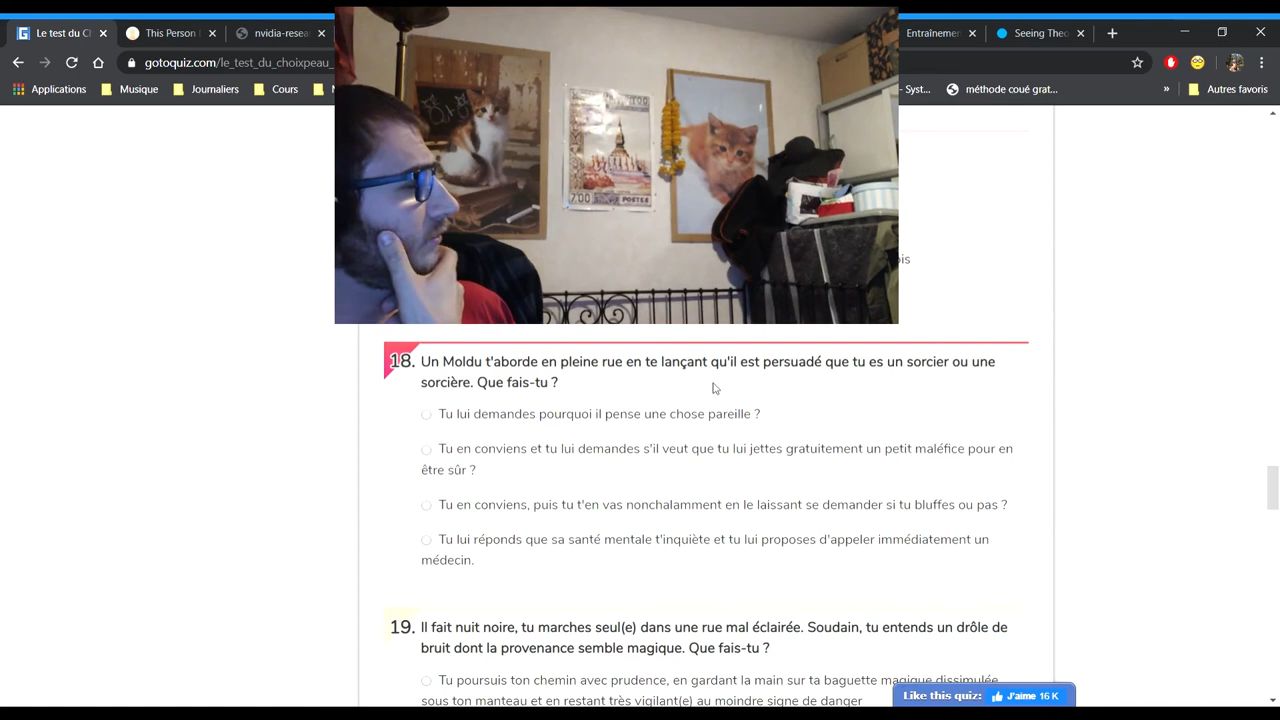 Le test du C
This Person
nvidia-resea
Entraînemen
Seeing Theo
gotoquiz.com/le_test_du_choixpeau_
Applications
Musique
Journaliers
Cours
- Syst...
méthode coué grat...
»
Autres favoris
7,00
POSTES
ois
18. Un Moldu t'aborde en pleine rue en te lançant qu'il est persuadé que tu es un sorcier ou une
sorcière. Que fais-tu ?
Tu lui demandes pourquoi il pense une chose pareille ?
Tu en conviens et tu lui demandes s'il veut que tu lui jettes gratuitement un petit maléfice pour en
être sûr ?
Tu en conviens, puis tu t'en vas nonchalamment en le laissant se demander si tu bluffes ou pas ?
Tu lui réponds que sa santé mentale t'inquiète et tu lui proposes d'appeler immédiatement un
médecin.
19. Il fait nuit noire, tu marches seul(e) dans une rue mal éclairée. Soudain, tu entends un drôle de
bruit dont la provenance semble magique. Que fais-tu ?
Tu poursuis ton chemin avec prudence, en gardant la main sur ta baguette magique dissimulée
sous ton manteau et en restant très vigilant(e) au moindre signe de danger
Like this quiz: J'aime 16 K